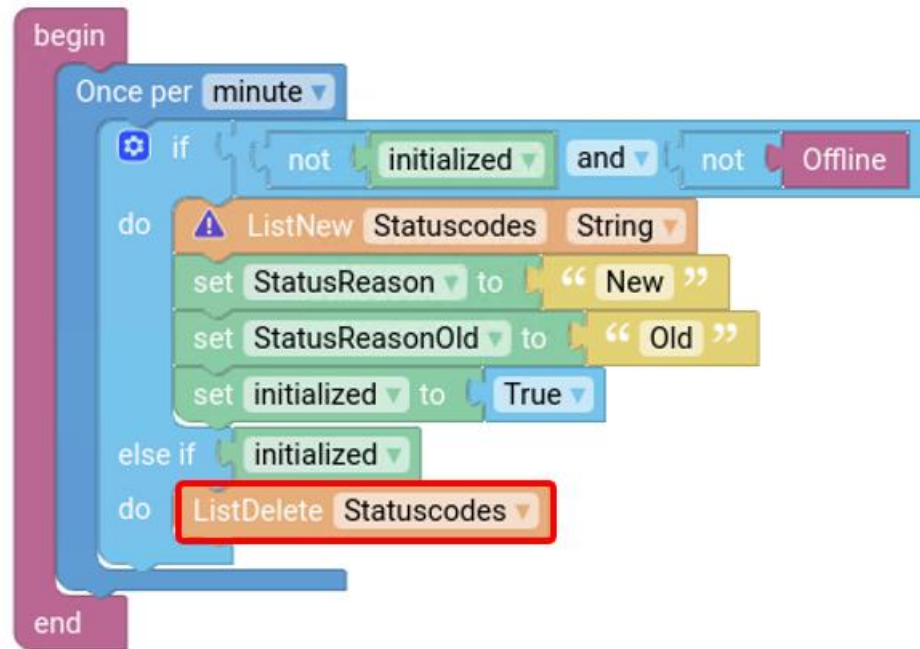 begin
Once per minute
if not initialized and not Offline
do ListNew Statuscodes String
set StatusReason to “ New ”
set StatusReasonOld to “ Old ”
set initialized to True
else if initialized
do ListDelete Statuscodes
end